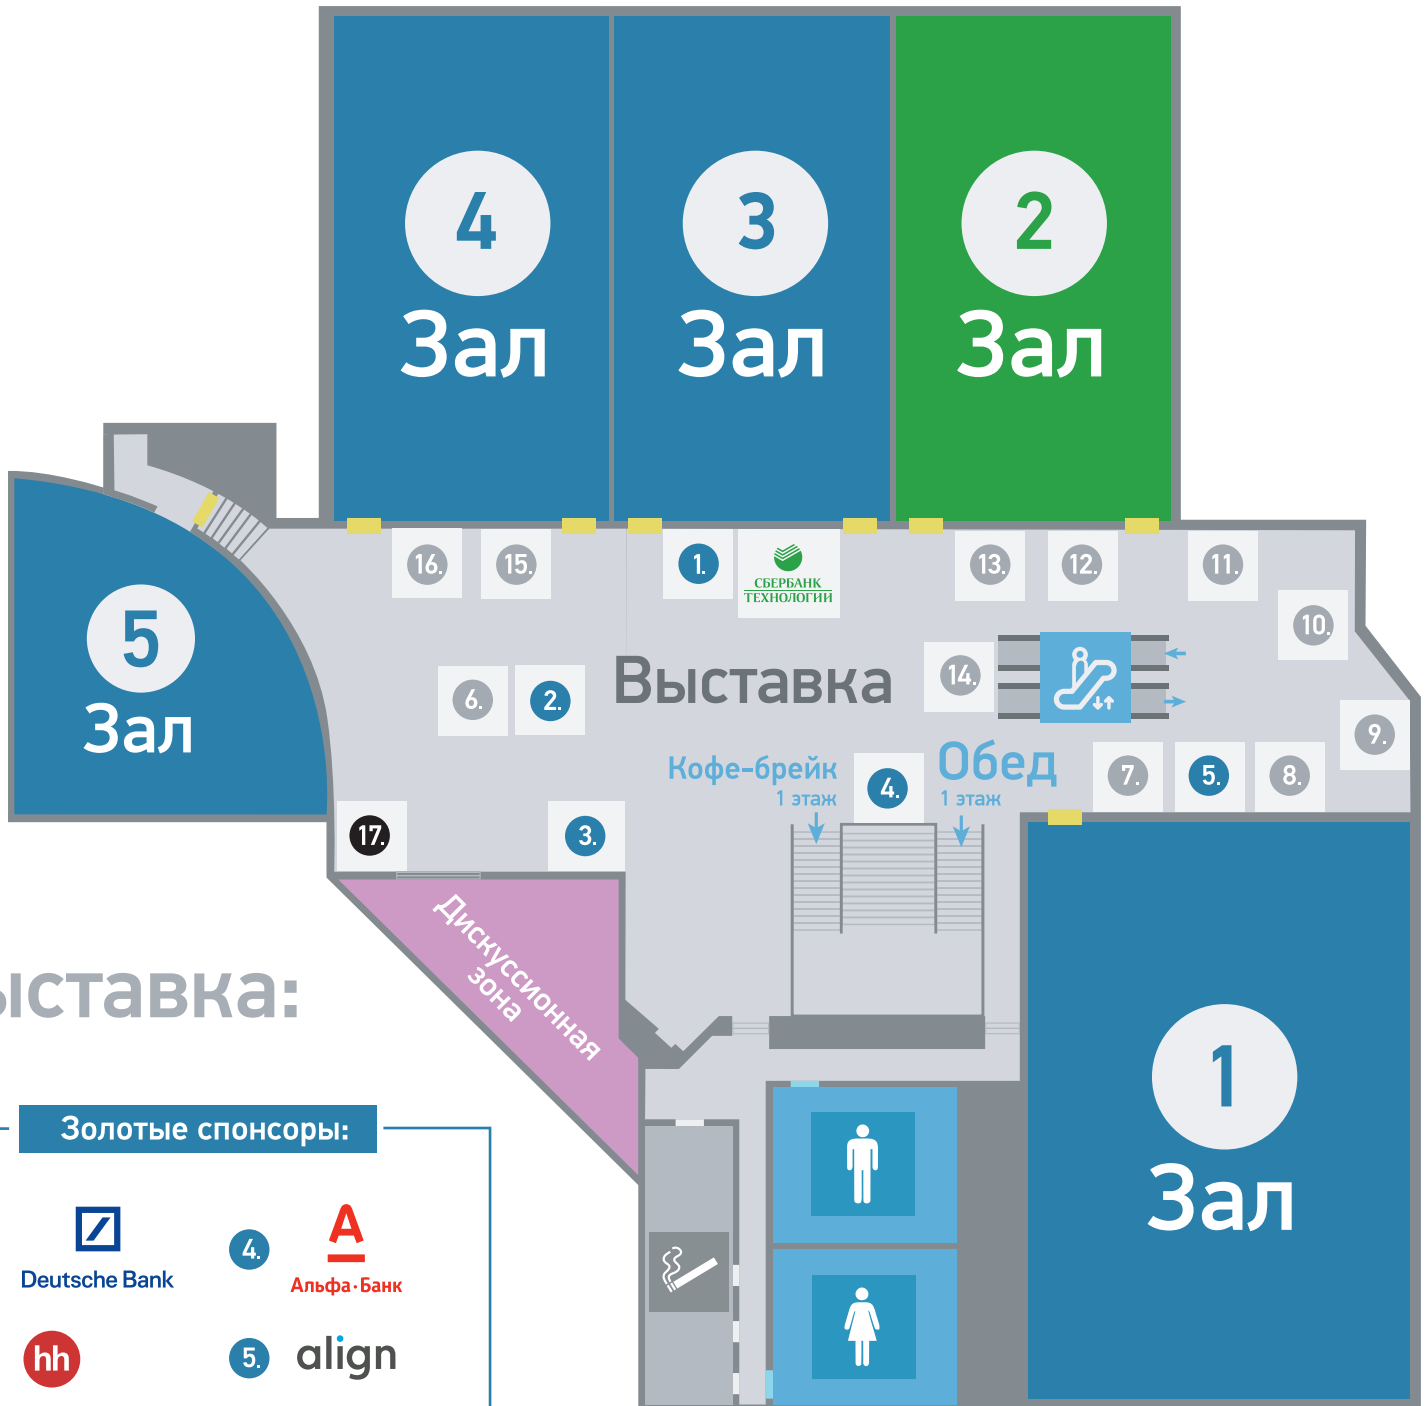 4
Зал
3
Зал
2
Зал
5
Зал
16.
15.
1.
СБЕРБАНК
ТЕХНОЛОГИИ
13.
12.
11.
10.
14.
6.
2.
Выставка
9.
7.
5.
8.
Кофе-брейк
1 этаж
4.
Обед
1 этаж
17.
3.
Дискуссионная
зона
1
Зал
ыставка:
Золотые спонсоры:
Deutsche Bank
4.
А
Альфа·Банк
hh
5.
align